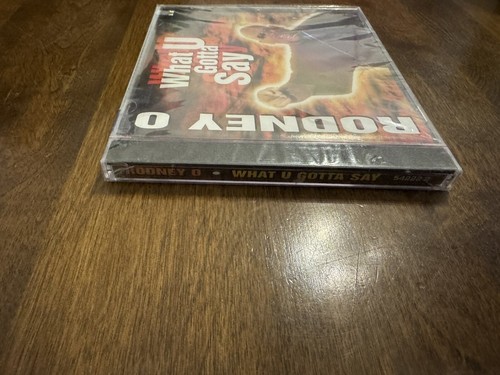 What U
Gotta
Say
RODNEY O
RODNEY O • WHAT U GOTTA SAY